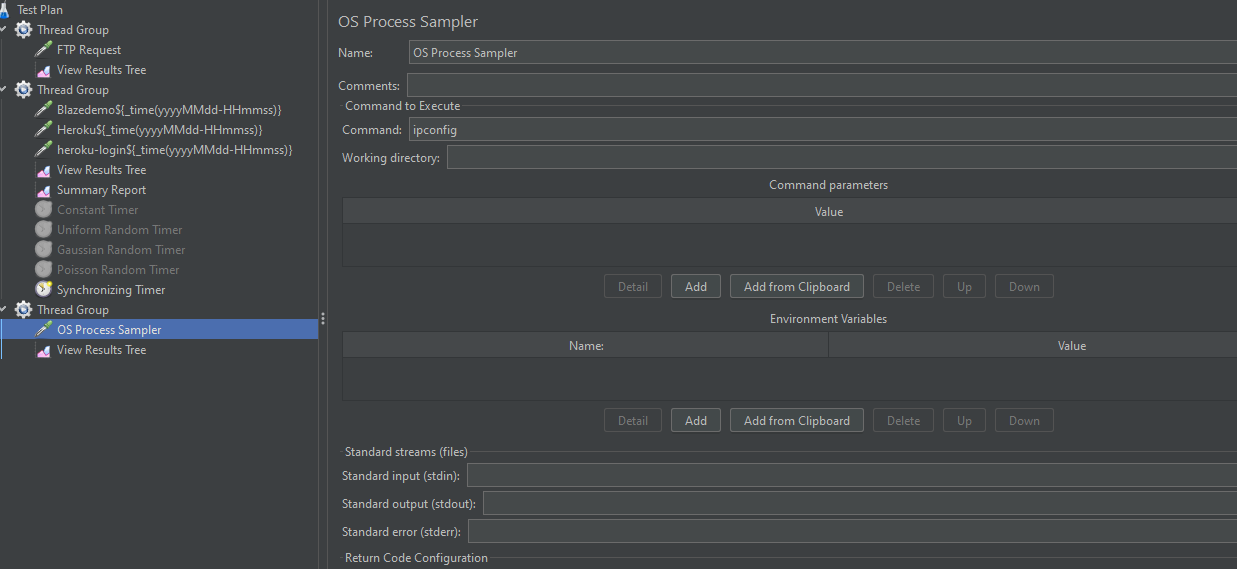 Test Plan
Thread Group
FTP Request
View Results Tree
Thread Group
Blazedemo${_time(yyyyMMdd-HHmmss)}
Heroku${_time(yyyyMMdd-HHmmss)}
heroku-login${_time(yyyyMMdd-HHmmss)}
View Results Tree
Summary Report
Constant Timer
Uniform Random Timer
Gaussian Random Timer
Poisson Random Timer
Synchronizing Timer
Thread Group
OS Process Sampler
View Results Tree
OS Process Sampler
Name: OS Process Sampler
Comments:
Command to Execute
Command: ipconfig
Working directory:
Command parameters
Value
Detail Add Add from Clipboard Delete Up Down
Environment Variables
Name: Value
Detail Add Add from Clipboard Delete Up Down
Standard streams (files)
Standard input (stdin):
Standard output (stdout):
Standard error (stderr):
Return Code Configuration